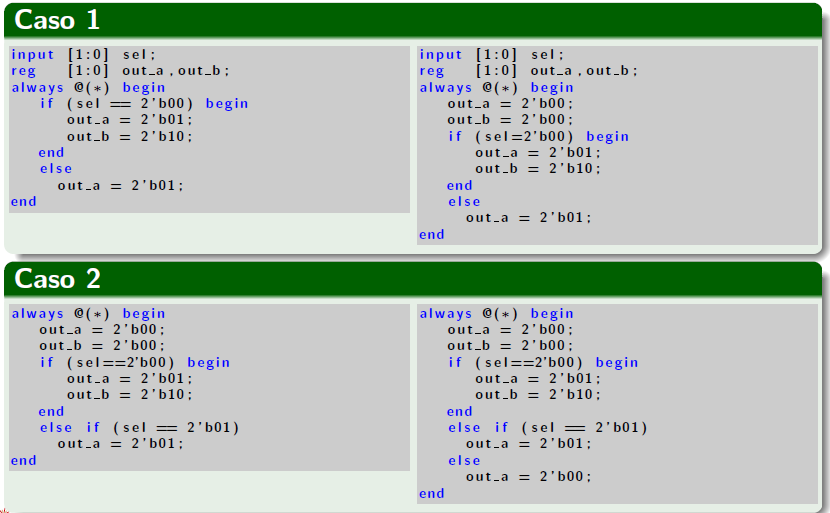 Caso 1
input [1:0] sel;
reg [1:0] out_a,out_b;
always @(*) begin
if (sel == 2'b00) begin
out_a = 2'b01;
out_b = 2'b10;
end
else
out_a = 2'b01;
end
input [1:0] sel;
reg [1:0] out_a,out_b;
always @(*) begin
out_a = 2'b00;
out_b = 2'b00;
if (sel=2'b00) begin
out_a = 2'b01;
out_b = 2'b10;
end
else
out_a = 2'b01;
end
Caso 2
always @(*) begin
out_a = 2'b00;
out_b = 2'b00;
if (sel==2'b00) begin
out_a = 2'b01;
out_b = 2'b10;
end
else if (sel == 2'b01)
out_a = 2'b01;
end
always @(*) begin
out_a = 2'b00;
out_b = 2'b00;
if (sel==2'b00) begin
out_a = 2'b01;
out_b = 2'b10;
end
else if (sel == 2'b01)
out_a = 2'b01;
else
out_a = 2'b00;
end